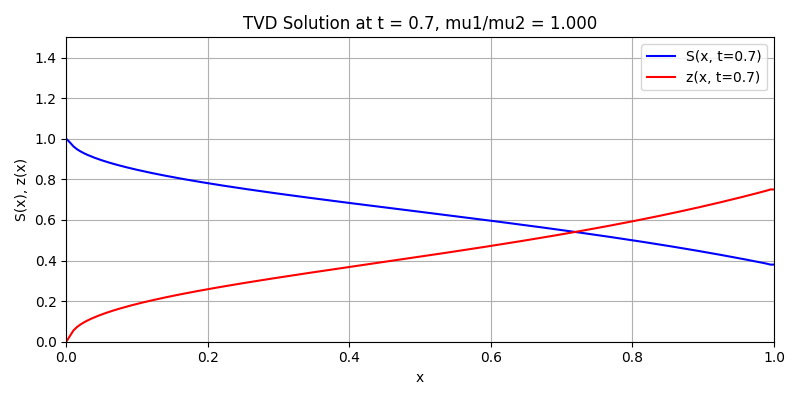 TVD Solution at t = 0.7, mu1/mu2 = 1.000
S(x, t=0.7)
z(x, t=0.7)
S(x), z(x)
1.4
1.2
1.0
0.8
0.6
0.4
0.2
0.0
0.0 0.2 0.4 0.6 0.8 1.0
x